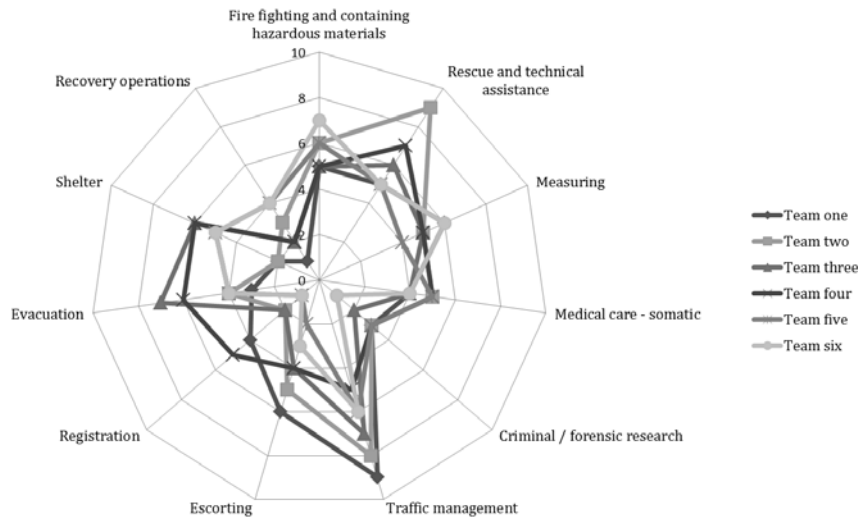 Fire fighting and containing
hazardous materials
10
Recovery operations
Rescue and technical
assistance
8
6
Shelter
Measuring
4
2
0
Team one
Team two
Team three
Team four
Team five
Team six
Evacuation
Medical care - somatic
Registration
Criminal / forensic research
Escorting
Traffic management